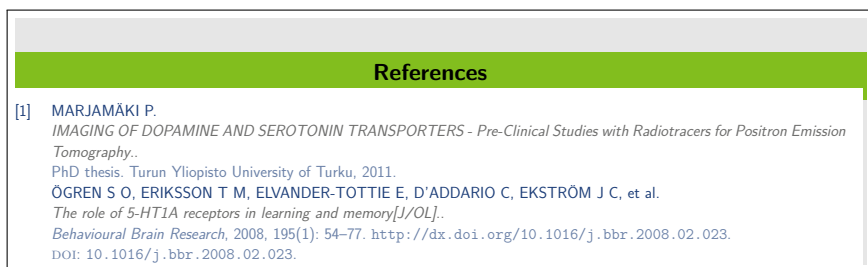 References
[1] MARJAMÄKI P.
IMAGING OF DOPAMINE AND SEROTONIN TRANSPORTERS - Pre-Clinical Studies with Radiotracers for Positron Emission
Tomography..
PhD thesis. Turun Yliopisto University of Turku, 2011.
ÖGREN S O, ERIKSSON T M, ELVANDER-TOTTIE E, D'ADDARIO C, EKSTRÖM J C, et al.
The role of 5-HT1A receptors in learning and memory[J/OL]..
Behavioural Brain Research, 2008, 195(1): 54–77. http://dx.doi.org/10.1016/j.bbr.2008.02.023.
DOI: 10.1016/j.bbr.2008.02.023.